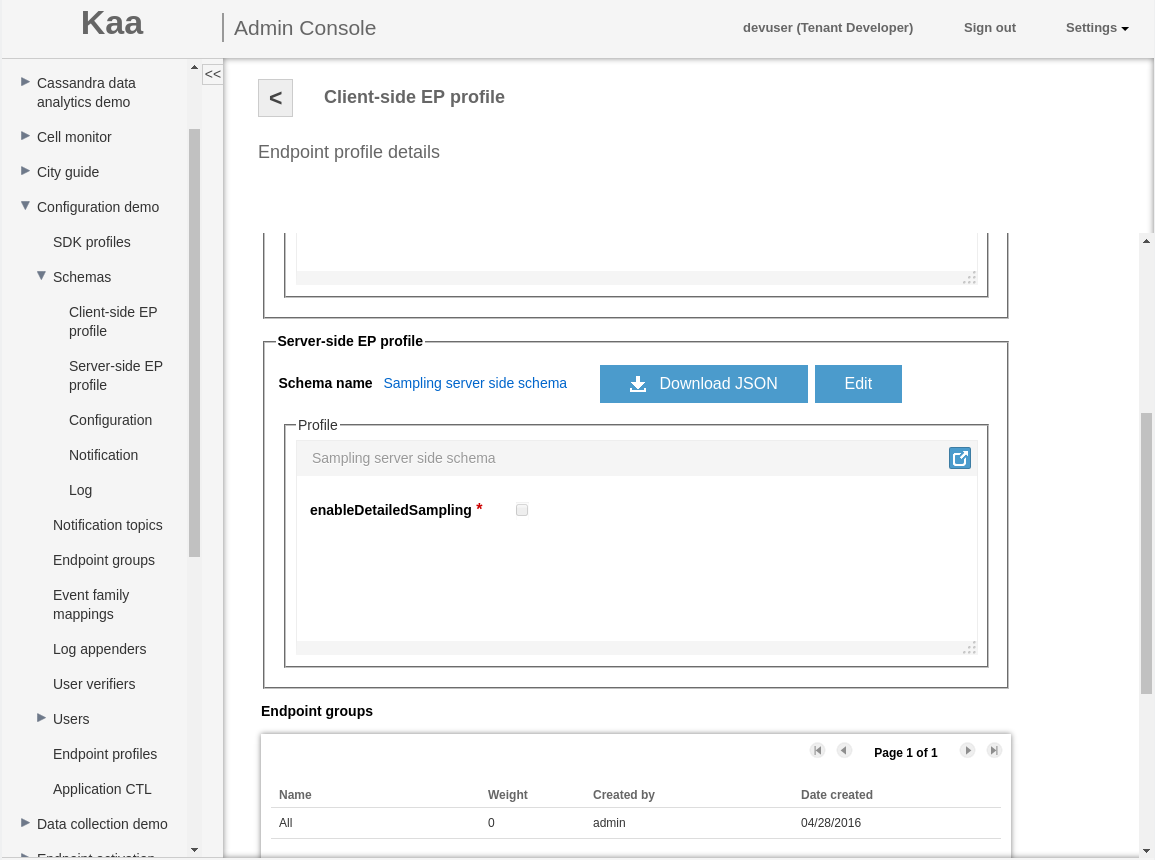 Kaa
Admin Console
devuser (Tenant Developer)
Sign out
Settings
<<
Cassandra data
analytics demo
Cell monitor
City guide
Configuration demo
SDK profiles
Schemas
Client-side EP
profile
Server-side EP
profile
Configuration
Notification
Log
Notification topics
Endpoint groups
Event family
mappings
Log appenders
User verifiers
Users
Endpoint profiles
Application CTL
Data collection demo
Endpoint activation
< Client-side EP profile
Endpoint profile details
Server-side EP profile
Schema name Sampling server side schema Download JSON Edit
Profile
Sampling server side schema
enableDetailedSampling *
Endpoint groups
Page 1 of 1
Name Weight Created by Date created
All 0 admin 04/28/2016